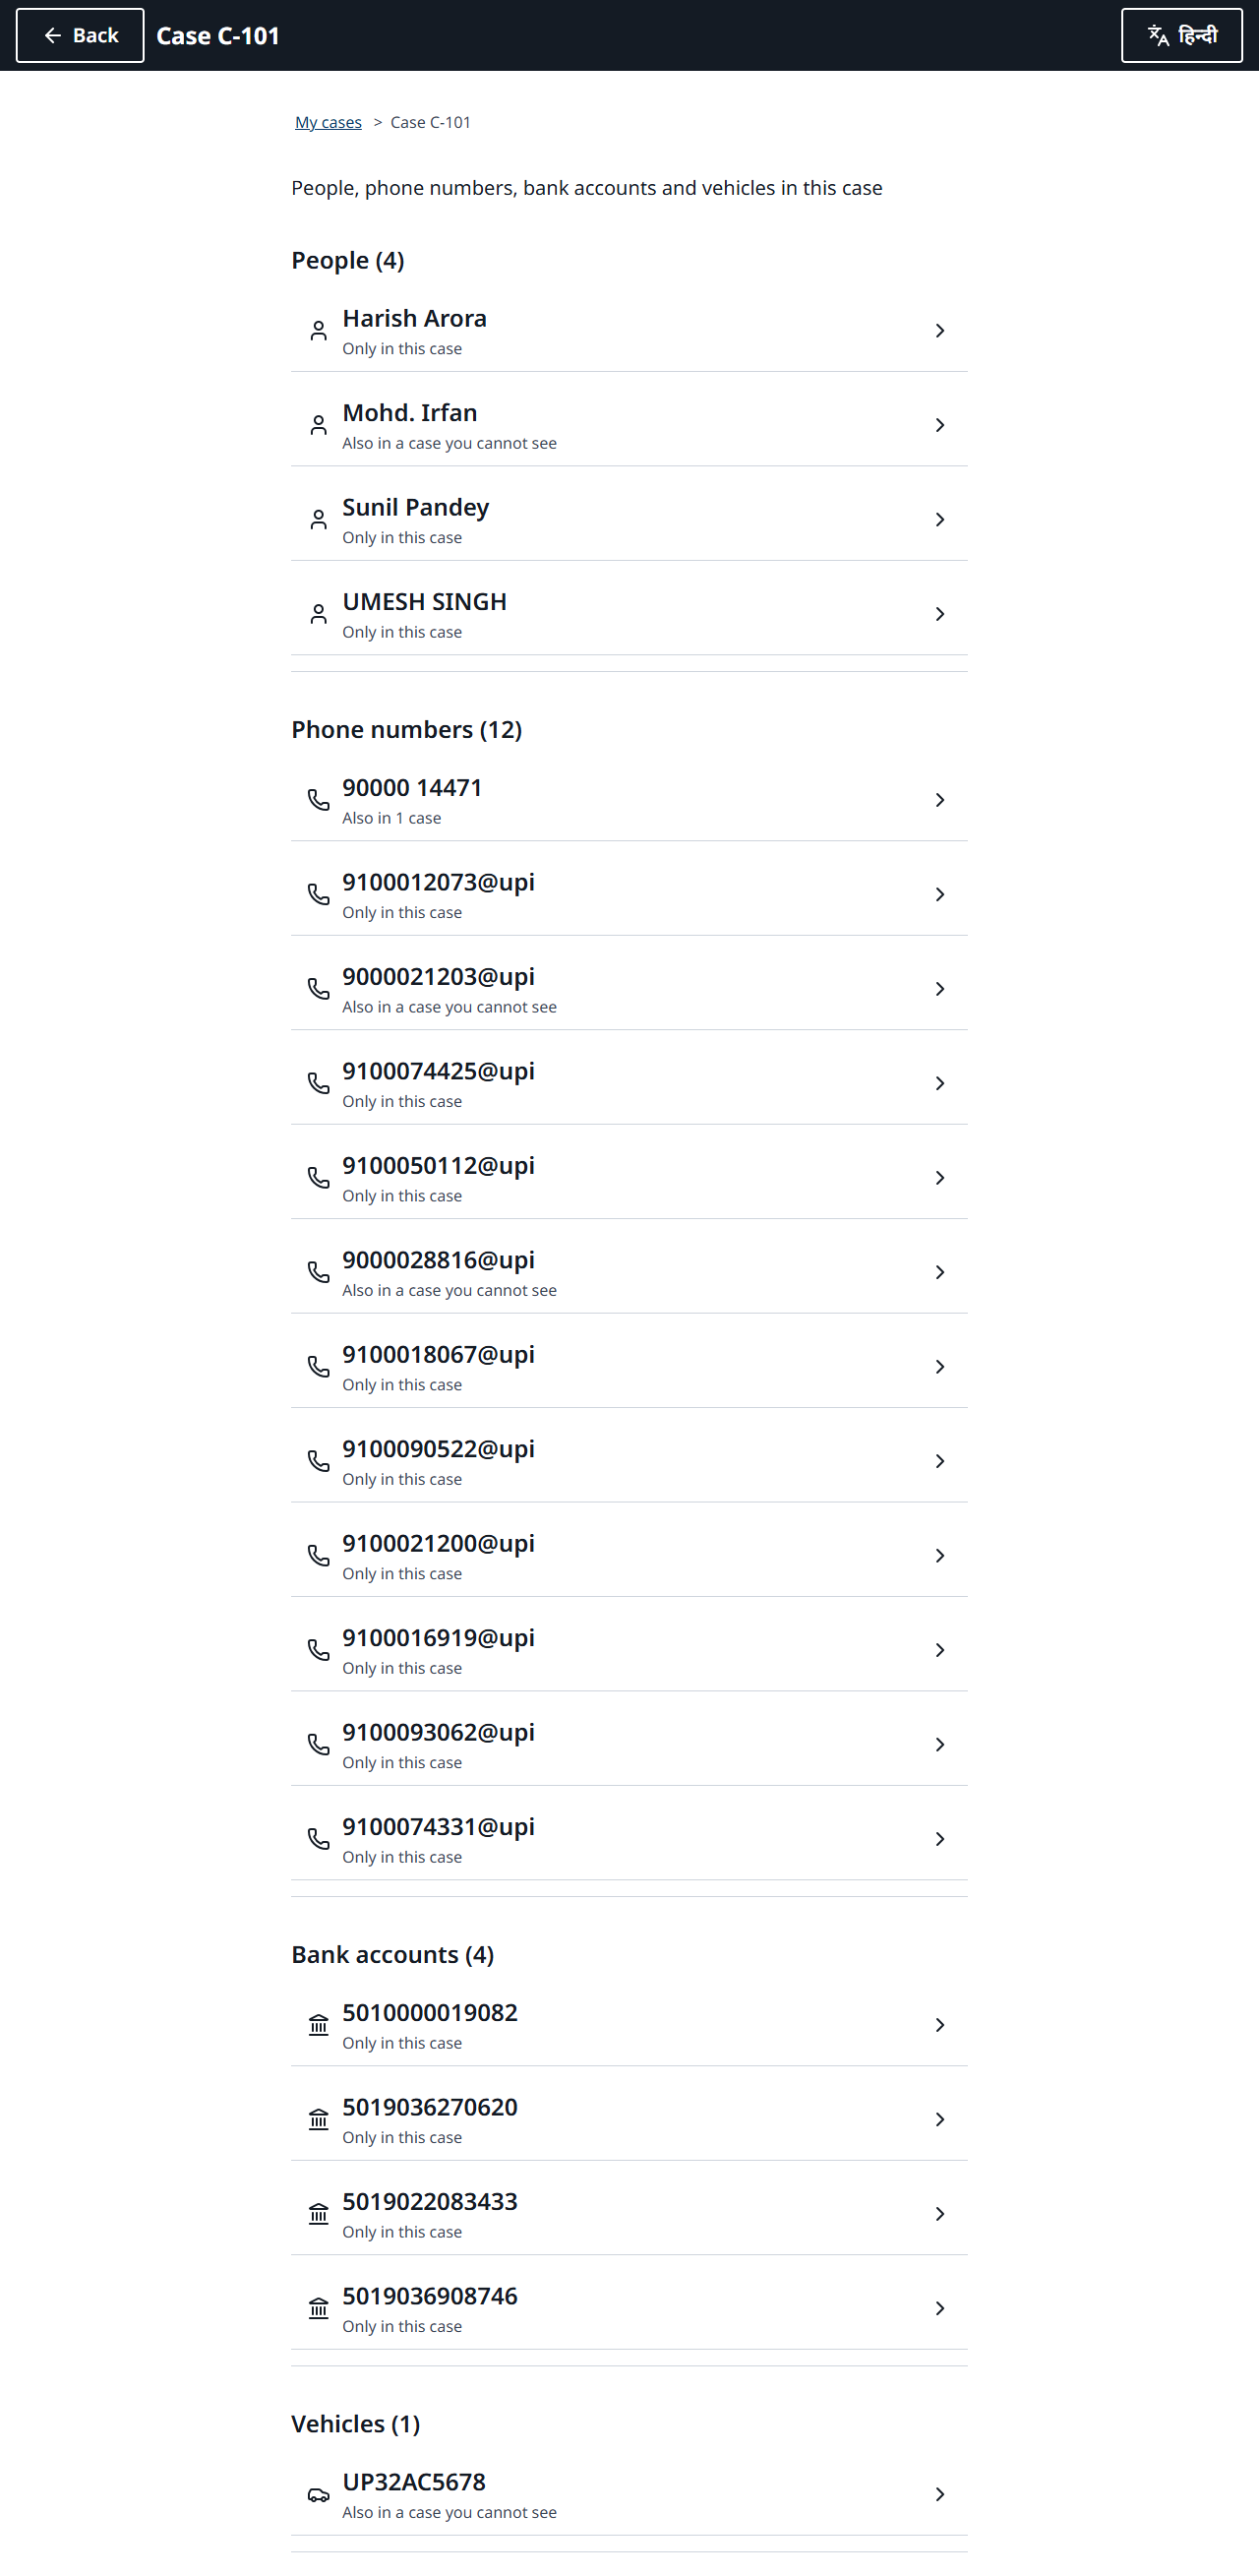 Back
Case C-101
हिन्दी
My cases > Case C-101
People, phone numbers, bank accounts and vehicles in this case
People (4)
Harish Arora
Only in this case
Mohd. Irfan
Also in a case you cannot see
Sunil Pandey
Only in this case
UMESH SINGH
Only in this case
Phone numbers (12)
90000 14471
Also in 1 case
9100012073@upi
Only in this case
9000021203@upi
Also in a case you cannot see
9100074425@upi
Only in this case
9100050112@upi
Only in this case
9000028816@upi
Also in a case you cannot see
9100018067@upi
Only in this case
9100090522@upi
Only in this case
9100021200@upi
Only in this case
9100016919@upi
Only in this case
9100093062@upi
Only in this case
9100074331@upi
Only in this case
Bank accounts (4)
5010000019082
Only in this case
5019036270620
Only in this case
5019022083433
Only in this case
5019036908746
Only in this case
Vehicles (1)
UP32AC5678
Also in a case you cannot see